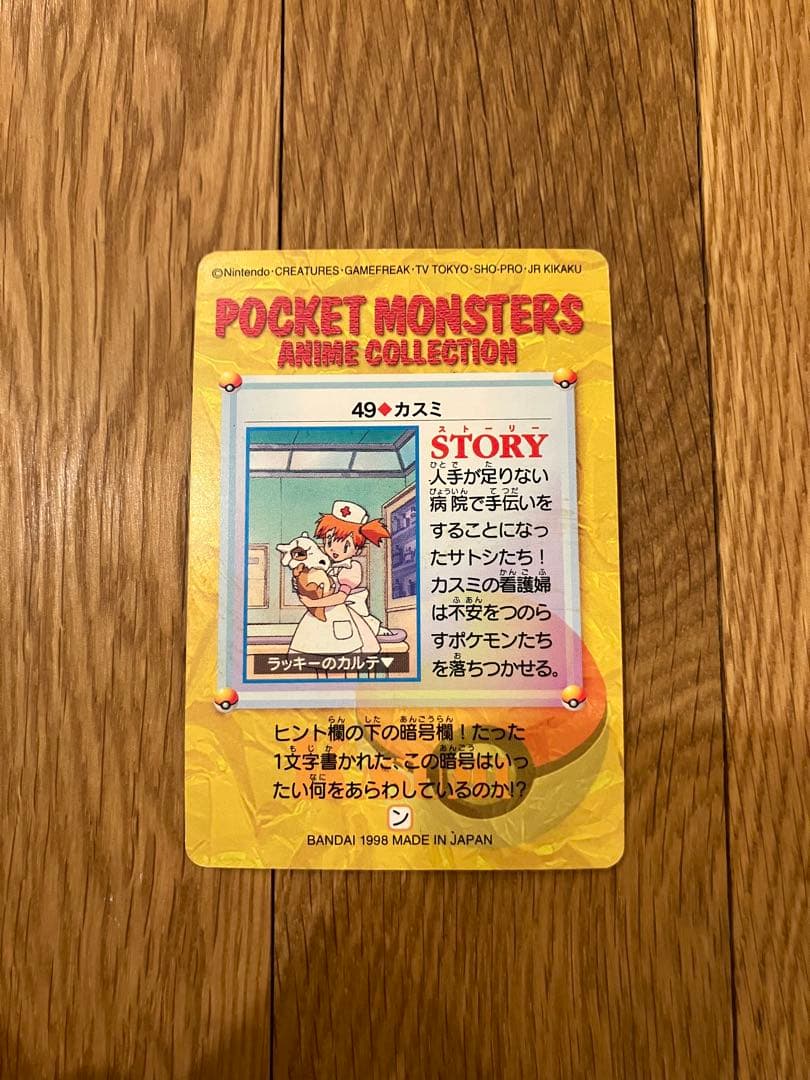 ©Nintendo・CREATURES・GAMEFREAK・TV TOKYO・SHO-PRO・JR KIKAKU
POCKET MONSTERS
ANIME COLLECTION
49◆カスミ
ストーリー
STORY
人手が足りない
病院で手伝いを
することになっ
たサトシたち！
カスミの看護婦
は不安をつのら
すポケモンたち
を落ちつかせる。
ラッキーのカルテ▼
ヒント欄の下の暗号欄！たった
1文字書かれた、この暗号はいっ
たい何をあらわしているのか!?
ン
BANDAI 1998 MADE IN JAPAN